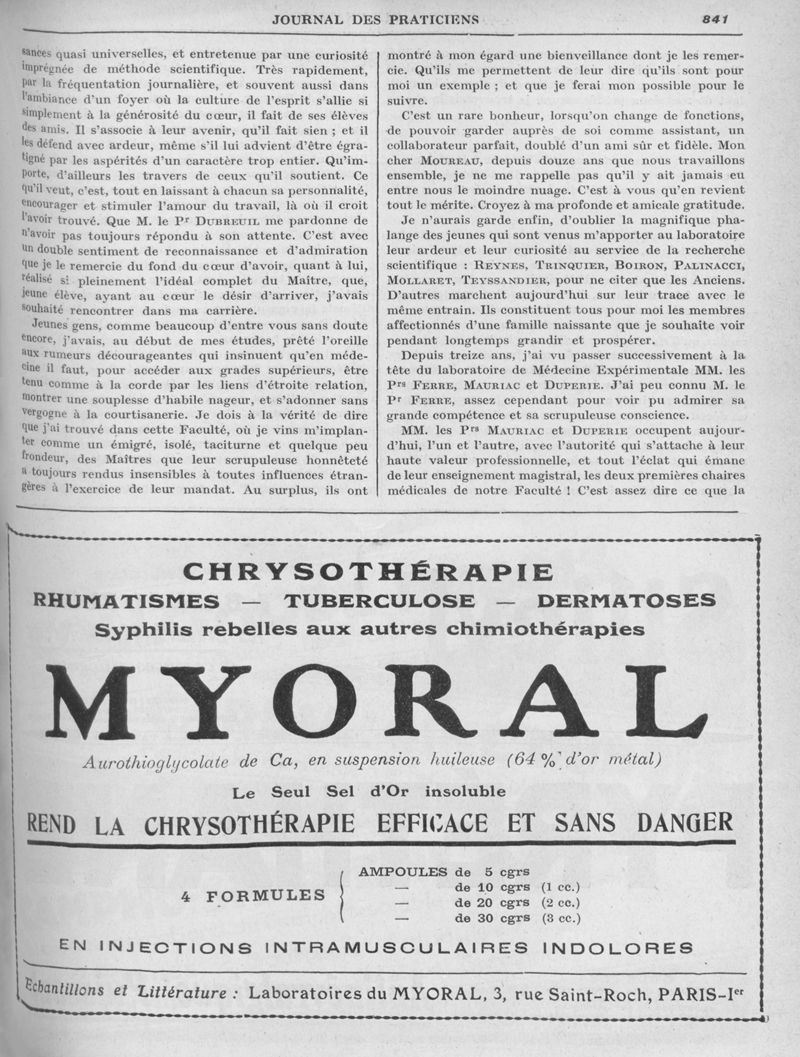 JOURNAL DES PRATICIENS 841
sances quasi universelles, et entretenue par une curiosité
imprégnée de méthode scientifique. Très rapidement,
par la fréquentation journalière, et souvent aussi dans
l'ambiance d'un foyer où la culture de l'esprit s'allie si
simplement à la générosité du cœur, il fait de ses élèves
des amis. Il s'associe à leur avenir, qu'il fait sien ; et il
les défend avec ardeur, même s'il lui advient d'être égra-
tigné par les aspérités d'un caractère trop entier. Qu'im-
porte, d'ailleurs les travers de ceux qu'il soutient. Ce
qu'il veut, c'est, tout en laissant à chacun sa personnalité,
encourager et stimuler l'amour du travail, là où il croit
l'avoir trouvé. Que M. le Pr DUBREUIL me pardonne de
n'avoir pas toujours répondu à son attente. C'est avec
un double sentiment de reconnaissance et d'admiration
que je le remercie du fond du cœur d'avoir, quant à lui,
réalisé si pleinement l'idéal complet du Maître, que,
jeune élève, ayant au cœur le désir d'arriver, j'avais
souhaité rencontrer dans ma carrière.
Jeunes gens, comme beaucoup d'entre vous sans doute
encore, j'avais, au début de mes études, prêté l'oreille
aux rumeurs décourageantes qui insinuent qu'en méde-
cine il faut, pour accéder aux grades supérieurs, être
tenu comme à la corde par les liens d'étroite relation,
montrer une souplesse d'habile nageur, et s'adonner sans
vergogne à la courtisanerie. Je dois à la vérité de dire
que j'ai trouvé dans cette Faculté, où je vins m'implan-
ter comme un émigré, isolé, taciturne et quelque peu
frondeur, des Maîtres que leur scrupuleuse honnêteté
a toujours rendus insensibles à toutes influences étran-
gères à l'exercice de leur mandat. Au surplus, ils ont
montré à mon égard une bienveillance dont je les remer-
cie. Qu'ils me permettent de leur dire qu'ils sont pour
moi un exemple ; et que je ferai mon possible pour le
suivre.
C'est un rare bonheur, lorsqu'on change de fonctions,
de pouvoir garder auprès de soi comme assistant, un
collaborateur parfait, doublé d'un ami sûr et fidèle. Mon
cher MOUREAU, depuis douze ans que nous travaillons
ensemble, je ne me rappelle pas qu'il y ait jamais eu
entre nous le moindre nuage. C'est à vous qu'en revient
tout le mérite. Croyez à ma profonde et amicale gratitude.
Je n'aurais garde enfin, d'oublier la magnifique pha-
lange des jeunes qui sont venus m'apporter au laboratoire
leur ardeur et leur curiosité au service de la recherche
scientifique : REYNES, TRINQUIER, BOIRON, PALINACCI,
MOLLARET, TEYSSANDIER, pour ne citer que les Anciens.
D'autres marchent aujourd'hui sur leur trace avec le
même entrain. Ils constituent tous pour moi les membres
affectionnés d'une famille naissante que je souhaite voir
pendant longtemps grandir et prospérer.
Depuis treize ans, j'ai vu passer successivement à la
tête du laboratoire de Médecine Expérimentale MM. les
Prs FERRE, MAURIAC et DUPERIE. J'ai peu connu M. le
Pr FERRE, assez cependant pour voir pu admirer sa
grande compétence et sa scrupuleuse conscience.
MM. les Prs MAURIAC et DUPERIE occupent aujour-
d'hui, l'un et l'autre, avec l'autorité qui s'attache à leur
haute valeur professionnelle, et tout l'éclat qui émane
de leur enseignement magistral, les deux premières chaires
médicales de notre Faculté ! C'est assez dire ce que la
CHRYSOTHÉRAPIE
RHUMATISMES — TUBERCULOSE — DERMATOSES
Syphilis rebelles aux autres chimiothérapies
MYORAL
Aurothioglycolate de Ca, en suspension huileuse (64 % d'or métal)
Le Seul Sel d'Or insoluble
REND LA CHRYSOTHÉRAPIE EFFICACE ET SANS DANGER
4 FORMULES
AMPOULES de 5 cgrs
— de 10 cgrs (1 cc.)
— de 20 cgrs (2 cc.)
— de 30 cgrs (3 cc.)
EN INJECTIONS INTRAMUSCULAIRES INDOLORES
Echantillons et Littérature : Laboratoires du MYORAL, 3, rue Saint-Roch, PARIS-Ier